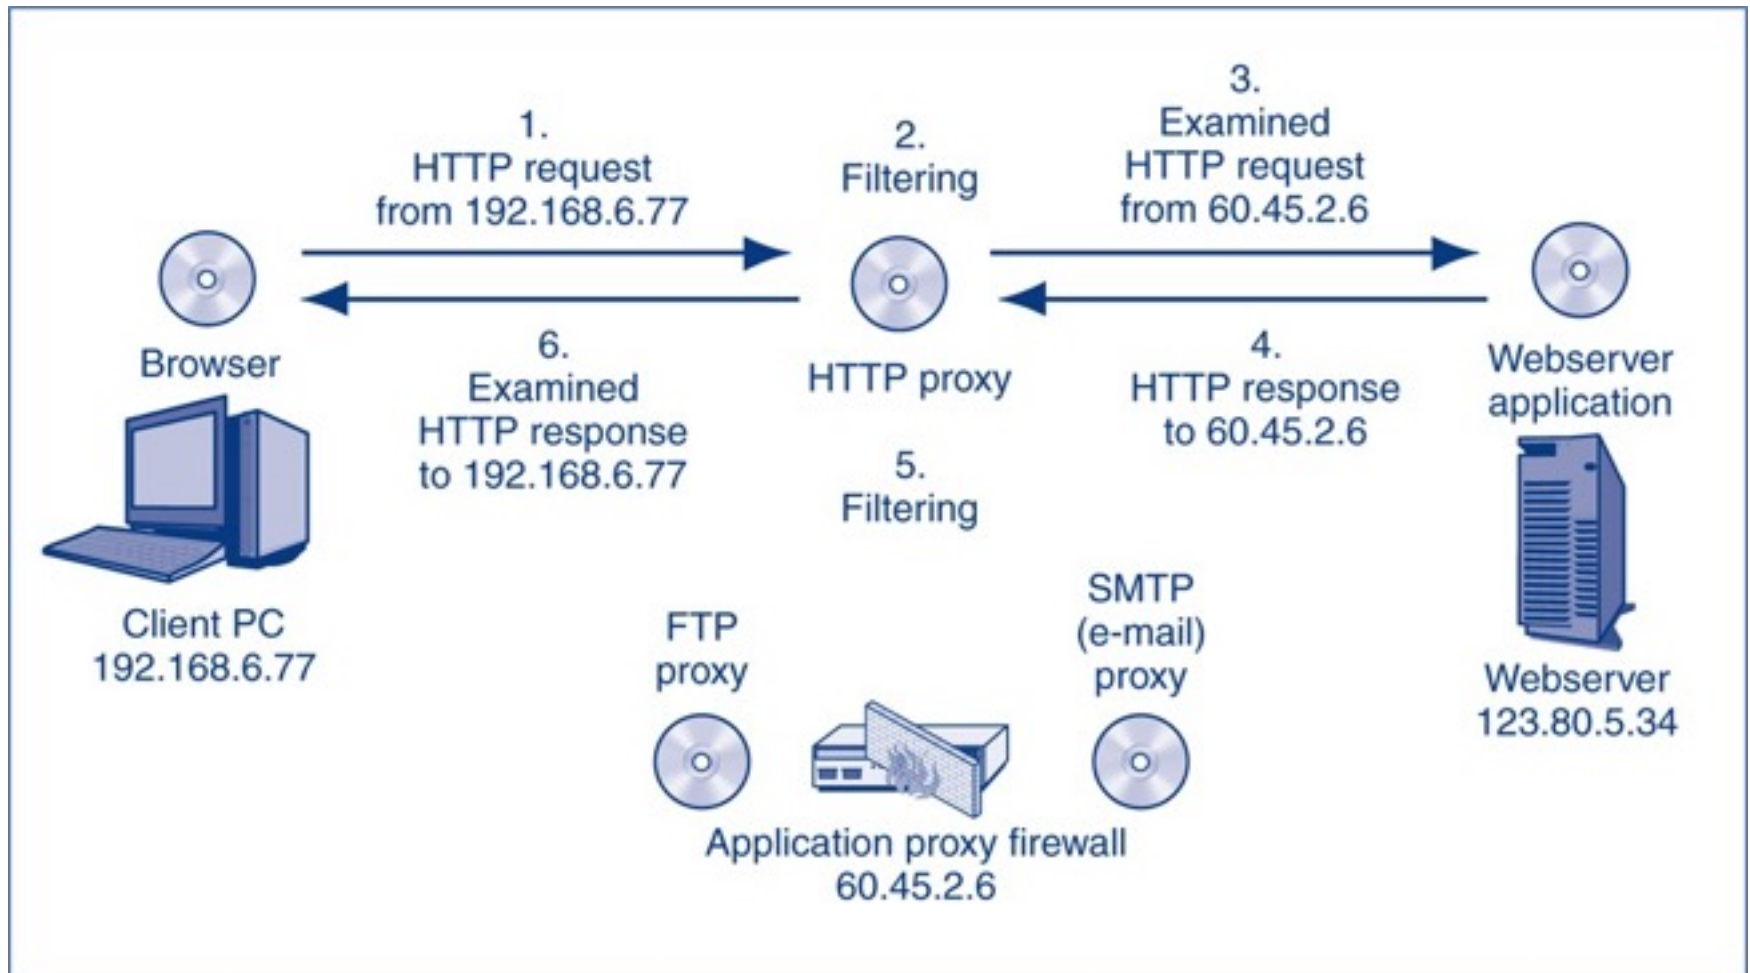 1.
HTTP request
from 192.168.6.77
2.
Filtering
3.
Examined
HTTP request
from 60.45.2.6
Browser
6.
Examined
HTTP response
to 192.168.6.77
HTTP proxy
4.
HTTP response
to 60.45.2.6
Webserver
application
5.
Filtering
Client PC
192.168.6.77
FTP
proxy
SMTP
(e-mail)
proxy
Webserver
123.80.5.34
Application proxy firewall
60.45.2.6